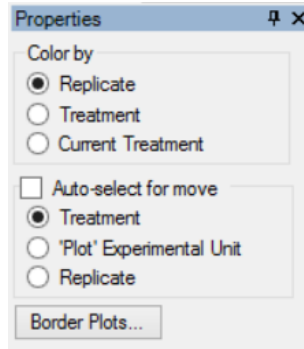 Properties
Color by
Replicate
Treatment
Current Treatment
Auto-select for move
Treatment
'Plot' Experimental Unit
Replicate
Border Plots...